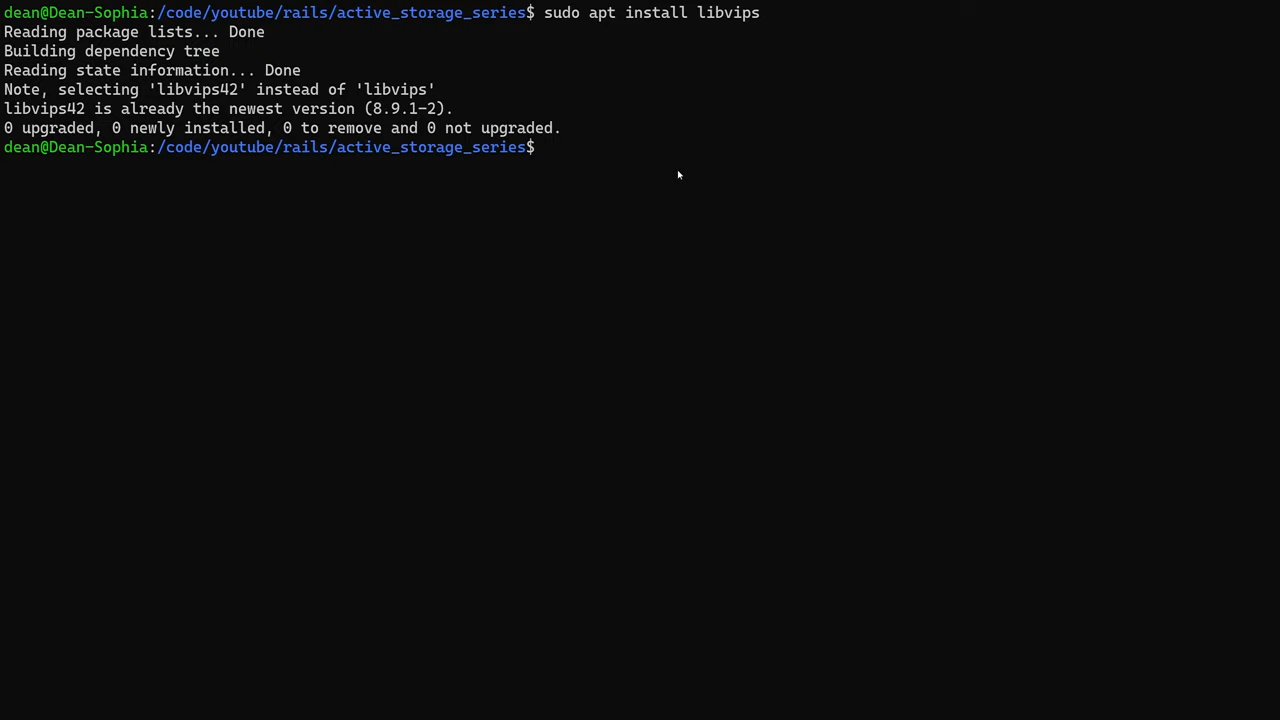 dean@Dean-Sophia:/code/youtube/rails/active_storage_series$ sudo apt install libvips
Reading package lists... Done
Building dependency tree
Reading state information... Done
Note, selecting 'libvips42' instead of 'libvips'
libvips42 is already the newest version (8.9.1-2).
0 upgraded, 0 newly installed, 0 to remove and 0 not upgraded.
dean@Dean-Sophia:/code/youtube/rails/active_storage_series$